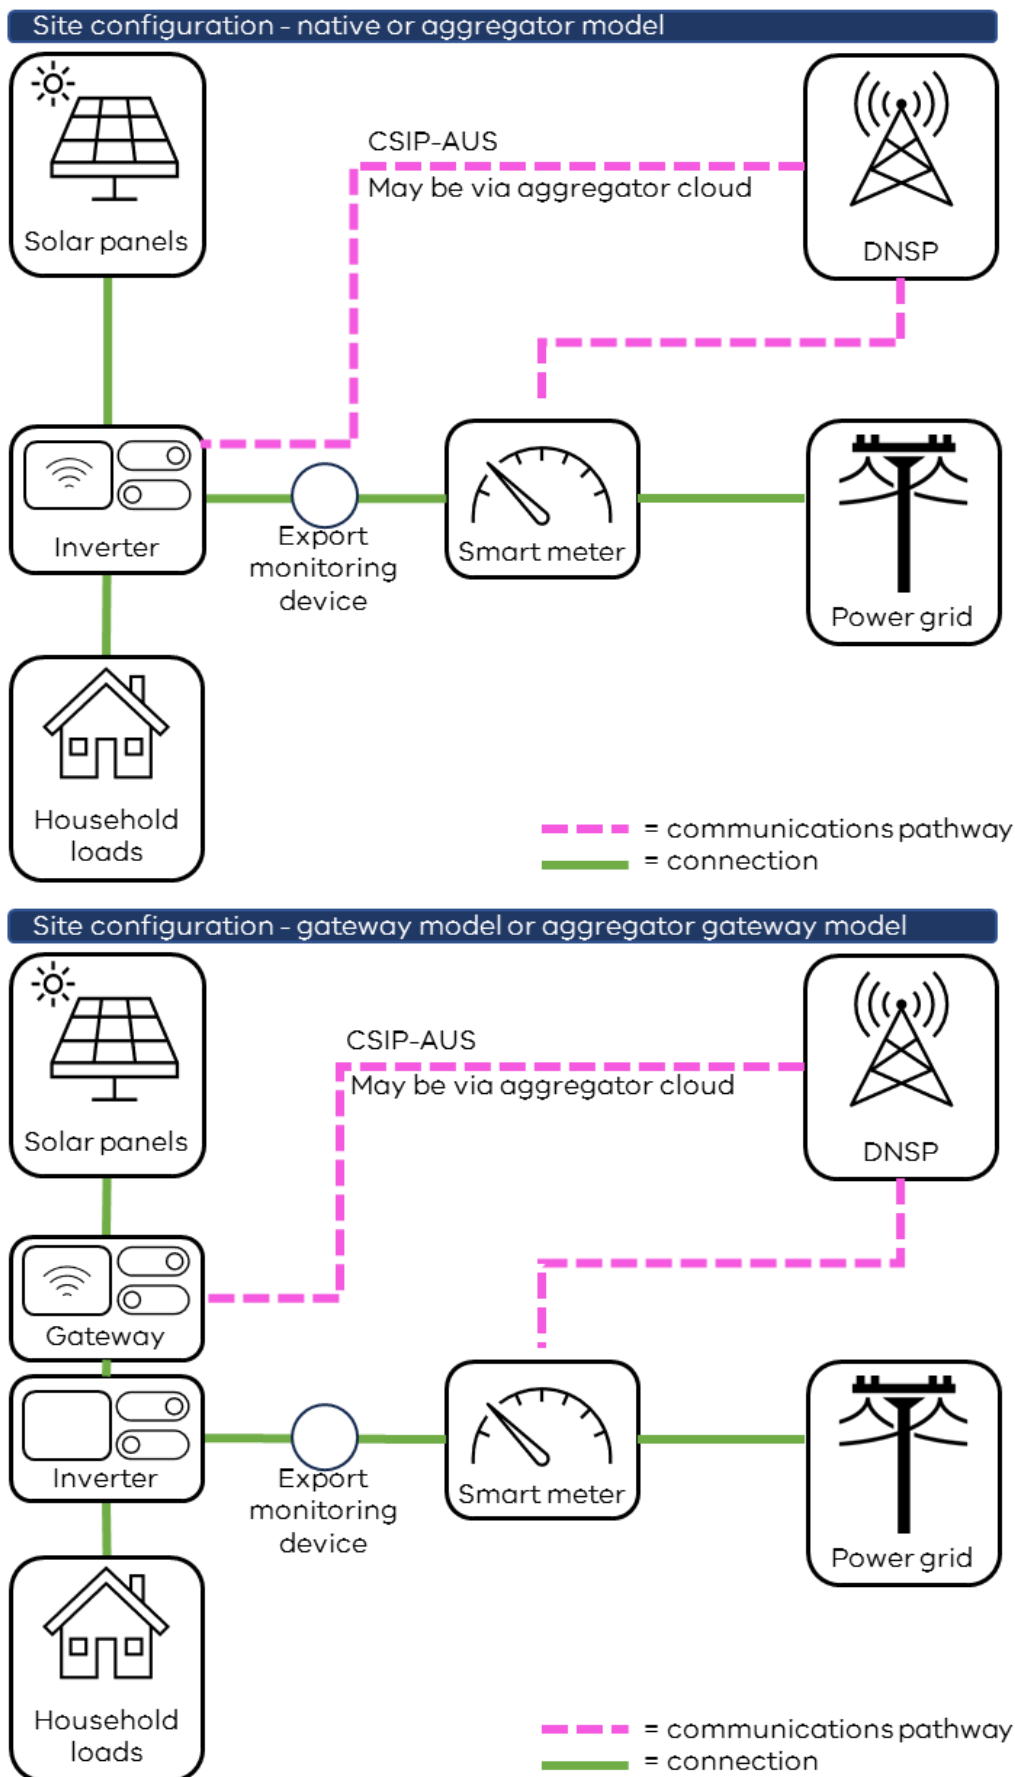 Site configuration - native or aggregator model
CSIP-AUS
May be via aggregator cloud
Solar panels
DNSP
Inverter
Export
monitoring
device
Smart meter
Power grid
Household
loads
= communications pathway
= connection
Site configuration - gateway model or aggregator gateway model
CSIP-AUS
May be via aggregator cloud
Solar panels
DNSP
Gateway
Inverter
Export
monitoring
device
Smart meter
Power grid
Household
loads
= communications pathway
= connection